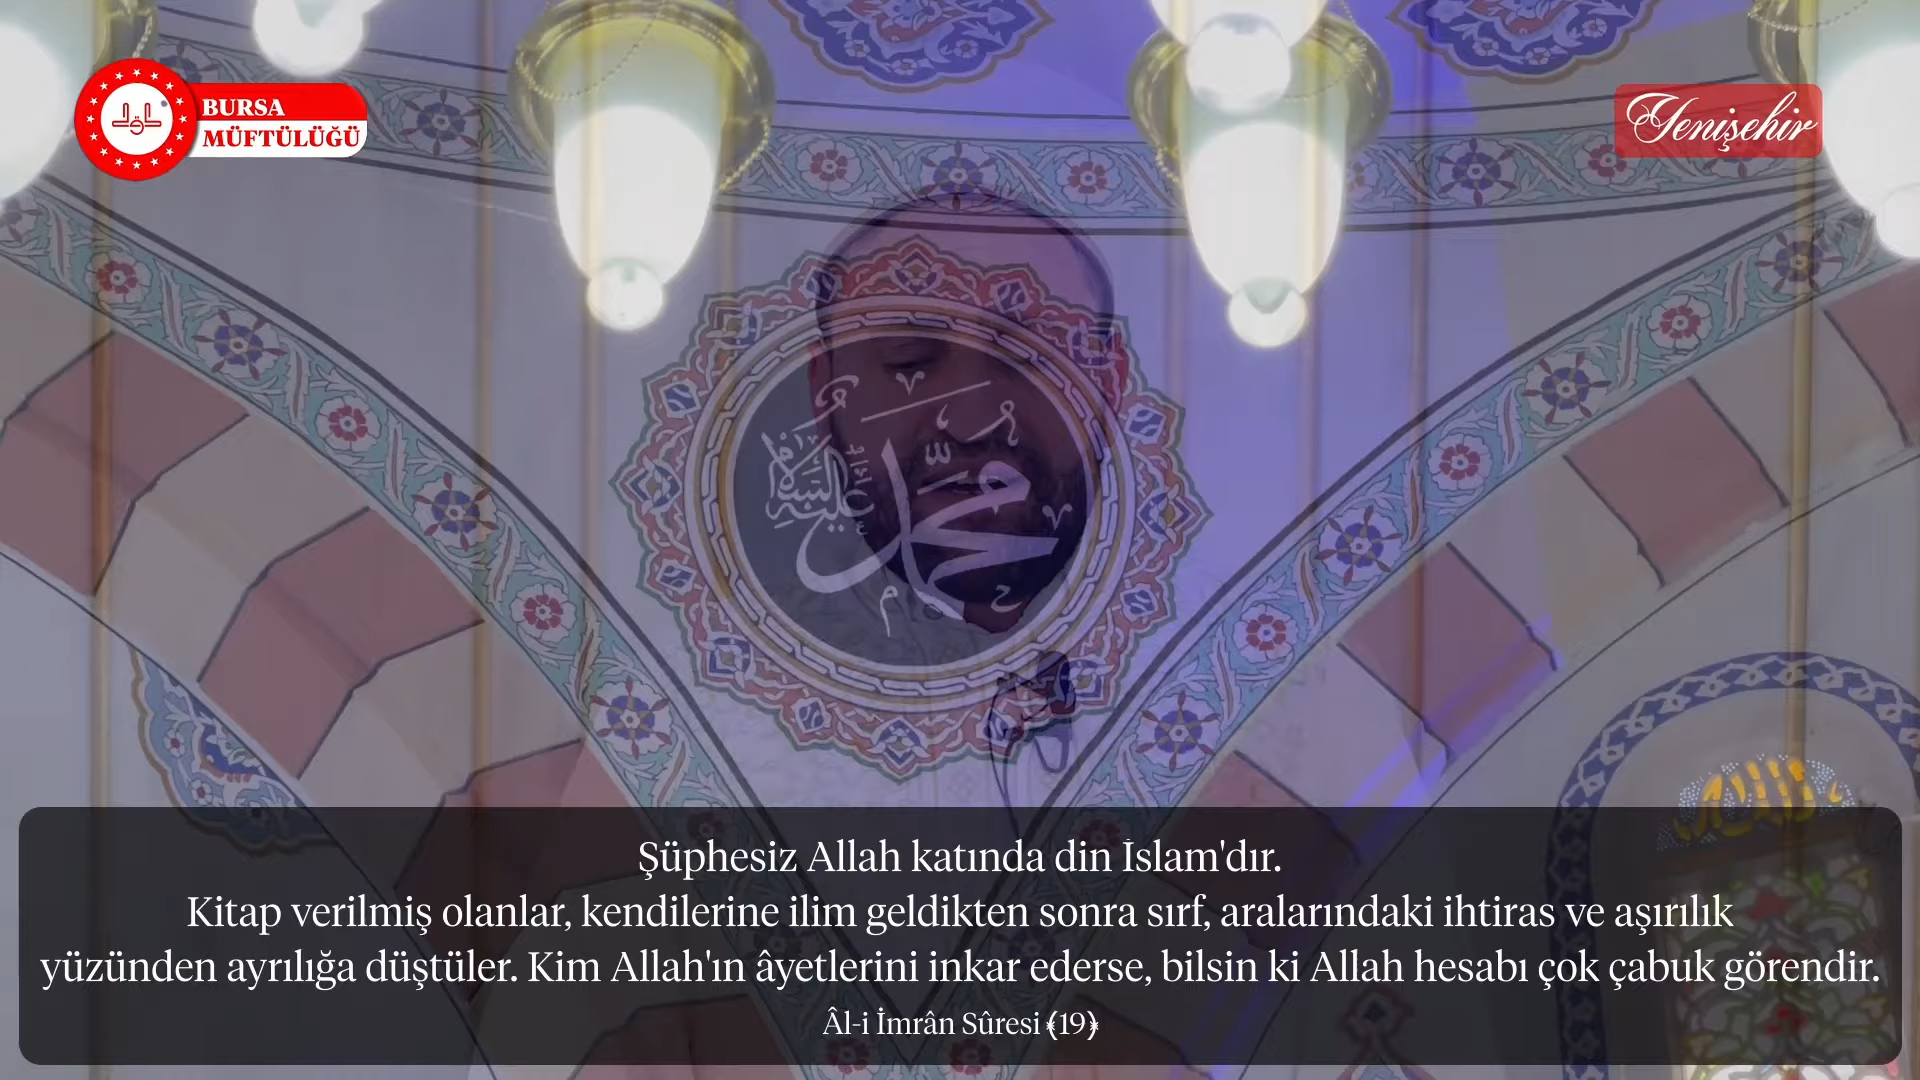 BURSA
MÜFTÜLÜĞÜ
Yenişehir
محمد
عليه السلام
Şüphesiz Allah katında din İslam'dır.
Kitap verilmiş olanlar, kendilerine ilim geldikten sonra sırf, aralarındaki ihtiras ve aşırılık
yüzünden ayrılığa düştüler. Kim Allah'ın âyetlerini inkar ederse, bilsin ki Allah hesabı çok çabuk görendir.
Âl-i İmrân Sûresi ﴾19﴿